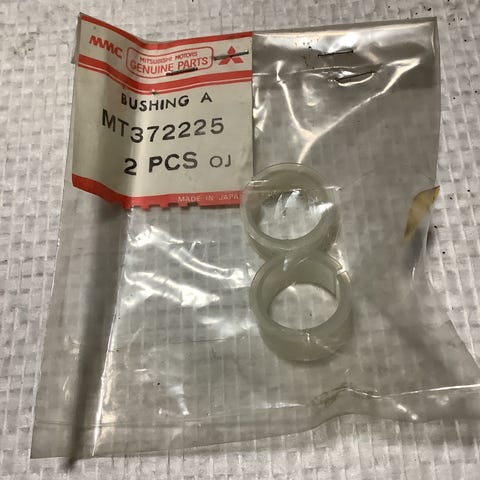 MMC
MITSUBISHI MOTORS
GENUINE PARTS
BUSHING A
MT372225
2 PCS OJ
MADE IN JAPAN